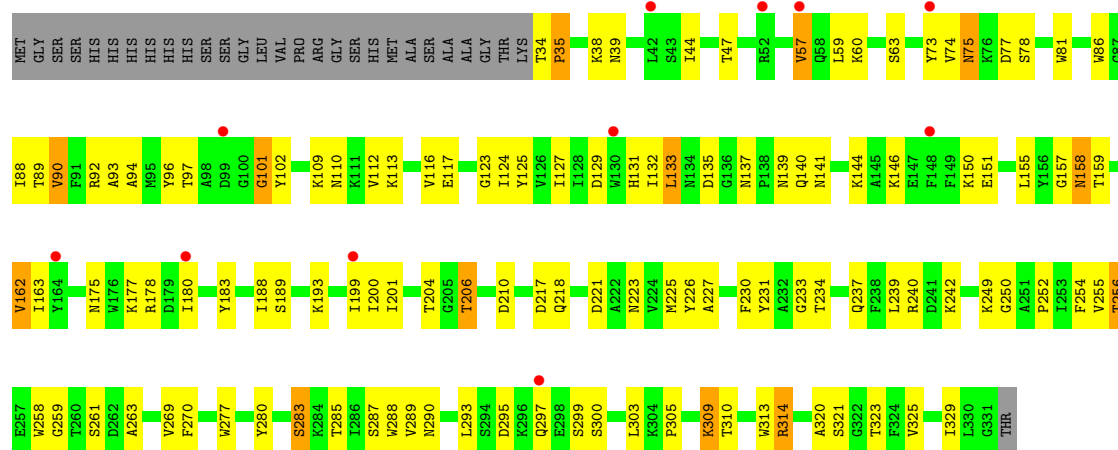 MET GLY SER SER HIS HIS HIS HIS HIS HIS SER SER GLY LEU VAL PRO ARG GLY SER HIS MET ALA SER ALA ALA GLY THR LYS T34 P35 K38 N39 L42 S43 I44 T47 R52 V57 Q58 L59 K60 S63 Y73 V74 N75 K76 D77 S78 W81 W86 G87
I88 T89 V90 F91 R92 A93 A94 M95 Y96 T97 A98 D99 G100 G101 Y102 K109 N110 K111 V112 K113 V116 E117 G123 I124 Y125 V126 I127 I128 D129 W130 H131 I132 L133 N134 D135 G136 N137 P138 N139 Q140 N141 K144 A145 K146 E147 F148 F149 K150 E151 L155 Y156 G157 N158 T159
V162 I163 Y164 N175 W176 K177 R178 D179 I180 Y183 I188 S189 K193 I199 I200 I201 T204 G205 T206 D210 D217 Q218 D221 A222 N223 V224 M225 Y226 A227 F230 Y231 A232 G233 T234 Q237 F238 L239 R240 D241 K242 K249 G250 A251 P252 I253 F254 V255 T256
E257 W258 G259 T260 S261 D262 A263 V269 F270 W277 Y280 S283 K284 T285 I286 S287 W288 V289 N290 L293 S294 D295 K296 Q297 E298 S299 S300 L303 K304 P305 K309 T310 W313 R314 A320 S321 G322 T323 F324 V325 I329 L330 G331 THR